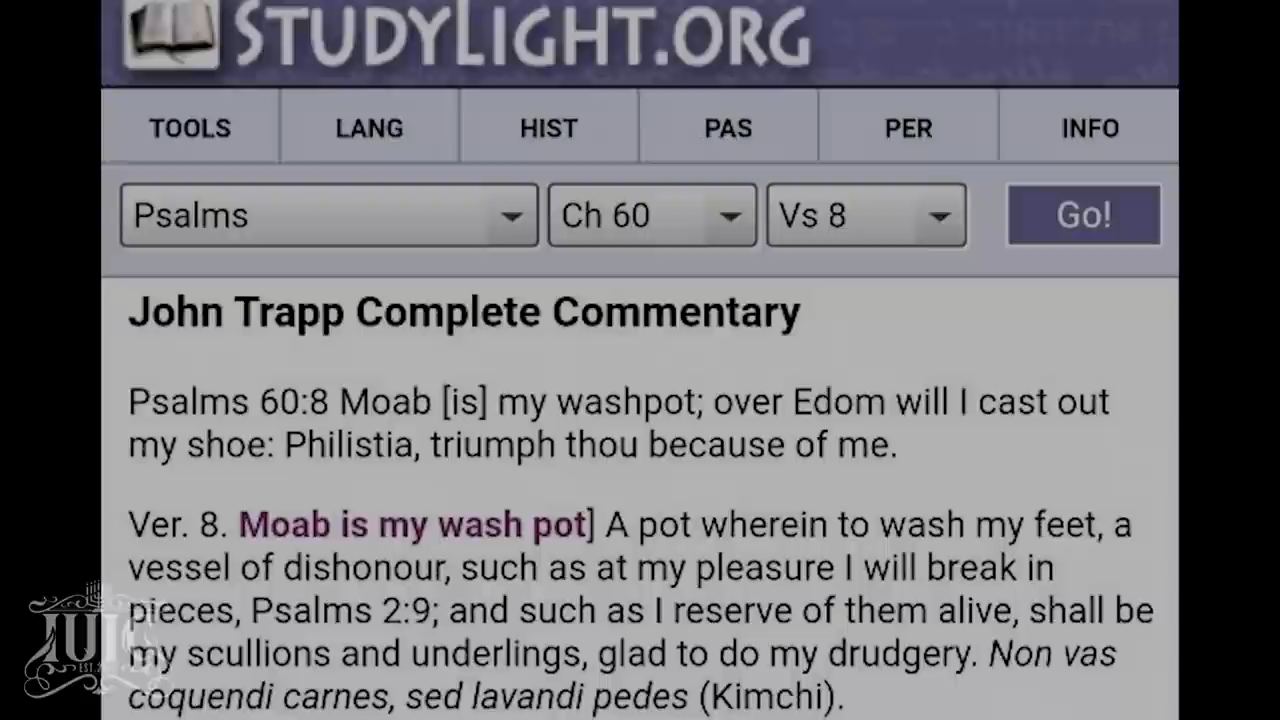 STUDYLIGHT.ORG
TOOLS LANG HIST PAS PER INFO
Psalms Ch 60 Vs 8 Go!
John Trapp Complete Commentary
Psalms 60:8 Moab [is] my washpot; over Edom will I cast out
my shoe: Philistia, triumph thou because of me.
Ver. 8. Moab is my wash pot] A pot wherein to wash my feet, a
vessel of dishonour, such as at my pleasure I will break in
pieces, Psalms 2:9; and such as I reserve of them alive, shall be
my scullions and underlings, glad to do my drudgery. Non vas
coquendi carnes, sed lavandi pedes (Kimchi).
IUIC